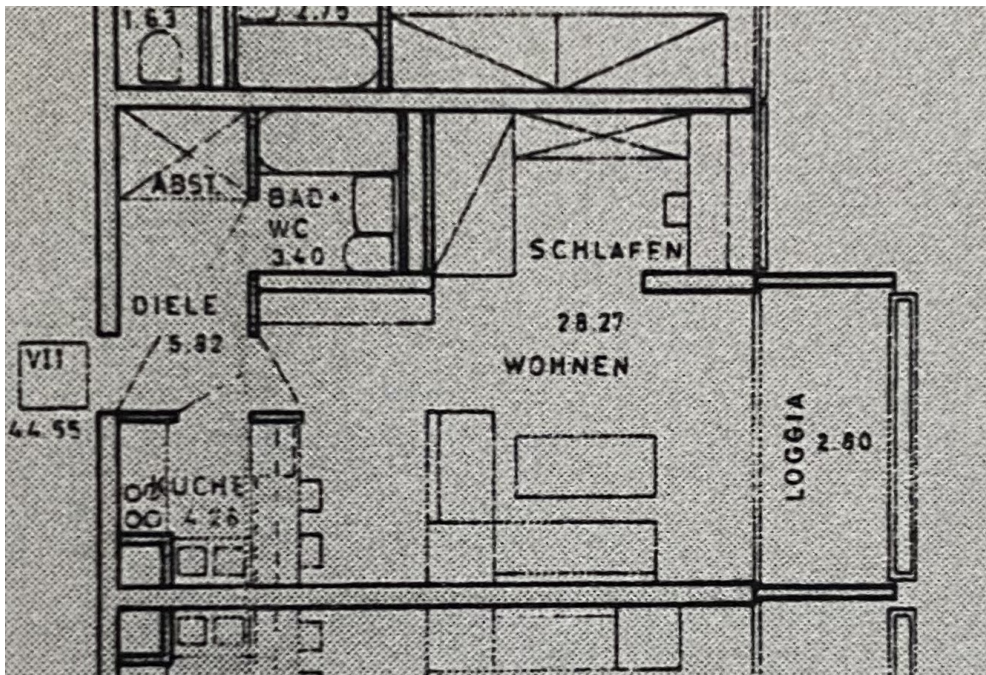 1.63
2.75
ABST.
BAD+
WC
3.40
SCHLAFEN
DIELE
5.82
28.27
WOHNEN
VII
44.55
LOGGIA
2.80
KÜCHE
4.26